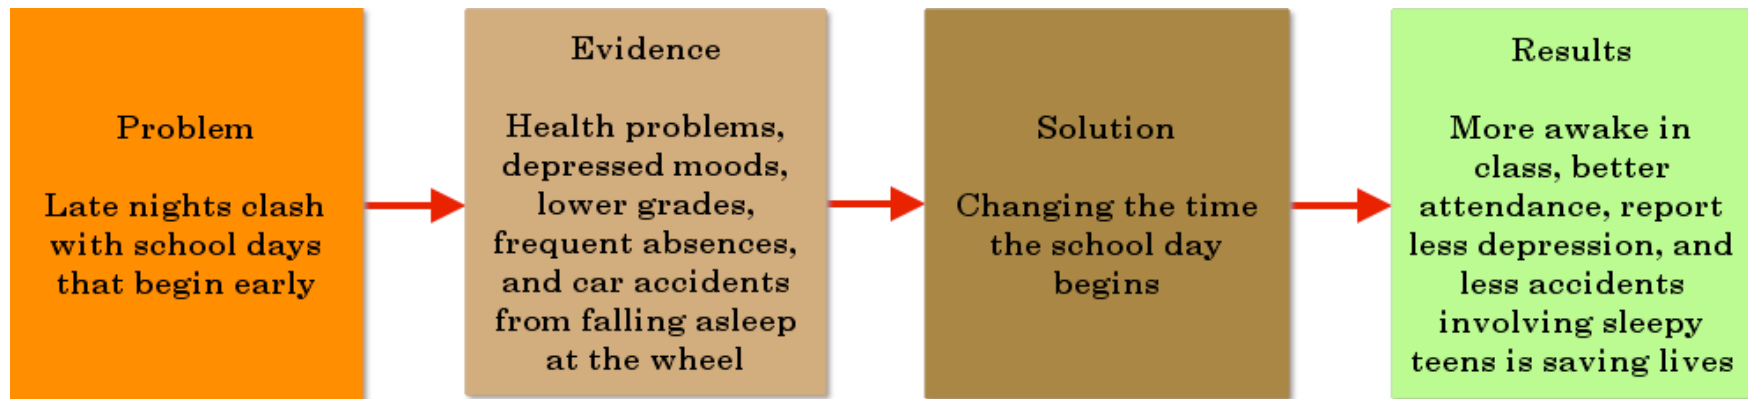 Problem
Late nights clash
with school days
that begin early
Evidence
Health problems,
depressed moods,
lower grades,
frequent absences,
and car accidents
from falling asleep
at the wheel
Solution
Changing the time
the school day
begins
Results
More awake in
class, better
attendance, report
less depression, and
less accidents
involving sleepy
teens is saving lives